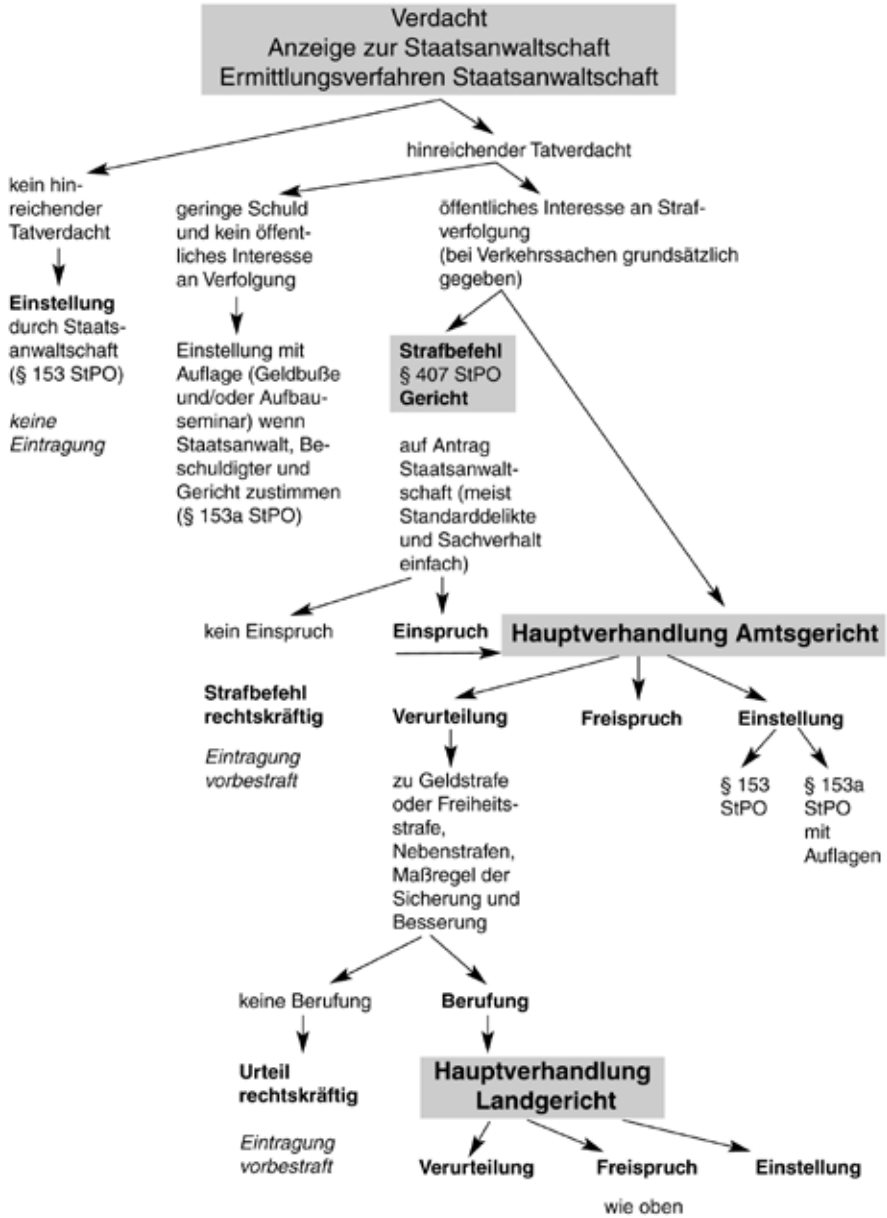 Verdacht
Anzeige zur Staatsanwaltschaft
Ermittlungsverfahren Staatsanwaltschaft
hinreichender Tatverdacht
kein hin-
reichender
Tatverdacht
Einstellung
durch Staats-
anwaltschaft
(§ 153 StPO)
keine
Eintragung
geringe Schuld
und kein öffent-
liches Interesse
an Verfolgung
Einstellung mit
Auflage (Geldbuße
und/oder Aufbau-
seminar) wenn
Staatsanwalt, Be-
schuldigter und
Gericht zustimmen
(§ 153a StPO)
öffentliches Interesse an Straf-
verfolgung
(bei Verkehrssachen grundsätzlich
gegeben)
Strafbefehl
§ 407 StPO
Gericht
auf Antrag
Staatsanwalt-
schaft (meist
Standarddelikte
und Sachverhalt
einfach)
kein Einspruch
Strafbefehl
rechtskräftig
Eintragung
vorbestraft
Einspruch
Hauptverhandlung Amtsgericht
Verurteilung
Freispruch
Einstellung
§ 153
StPO
§ 153a
StPO
mit
Auflagen
zu Geldstrafe
oder Freiheits-
strafe,
Nebenstrafen,
Maßregel der
Sicherung und
Besserung
keine Berufung
Urteil
rechtskräftig
Eintragung
vorbestraft
Berufung
Hauptverhandlung
Landgericht
Verurteilung
Freispruch
Einstellung
wie oben